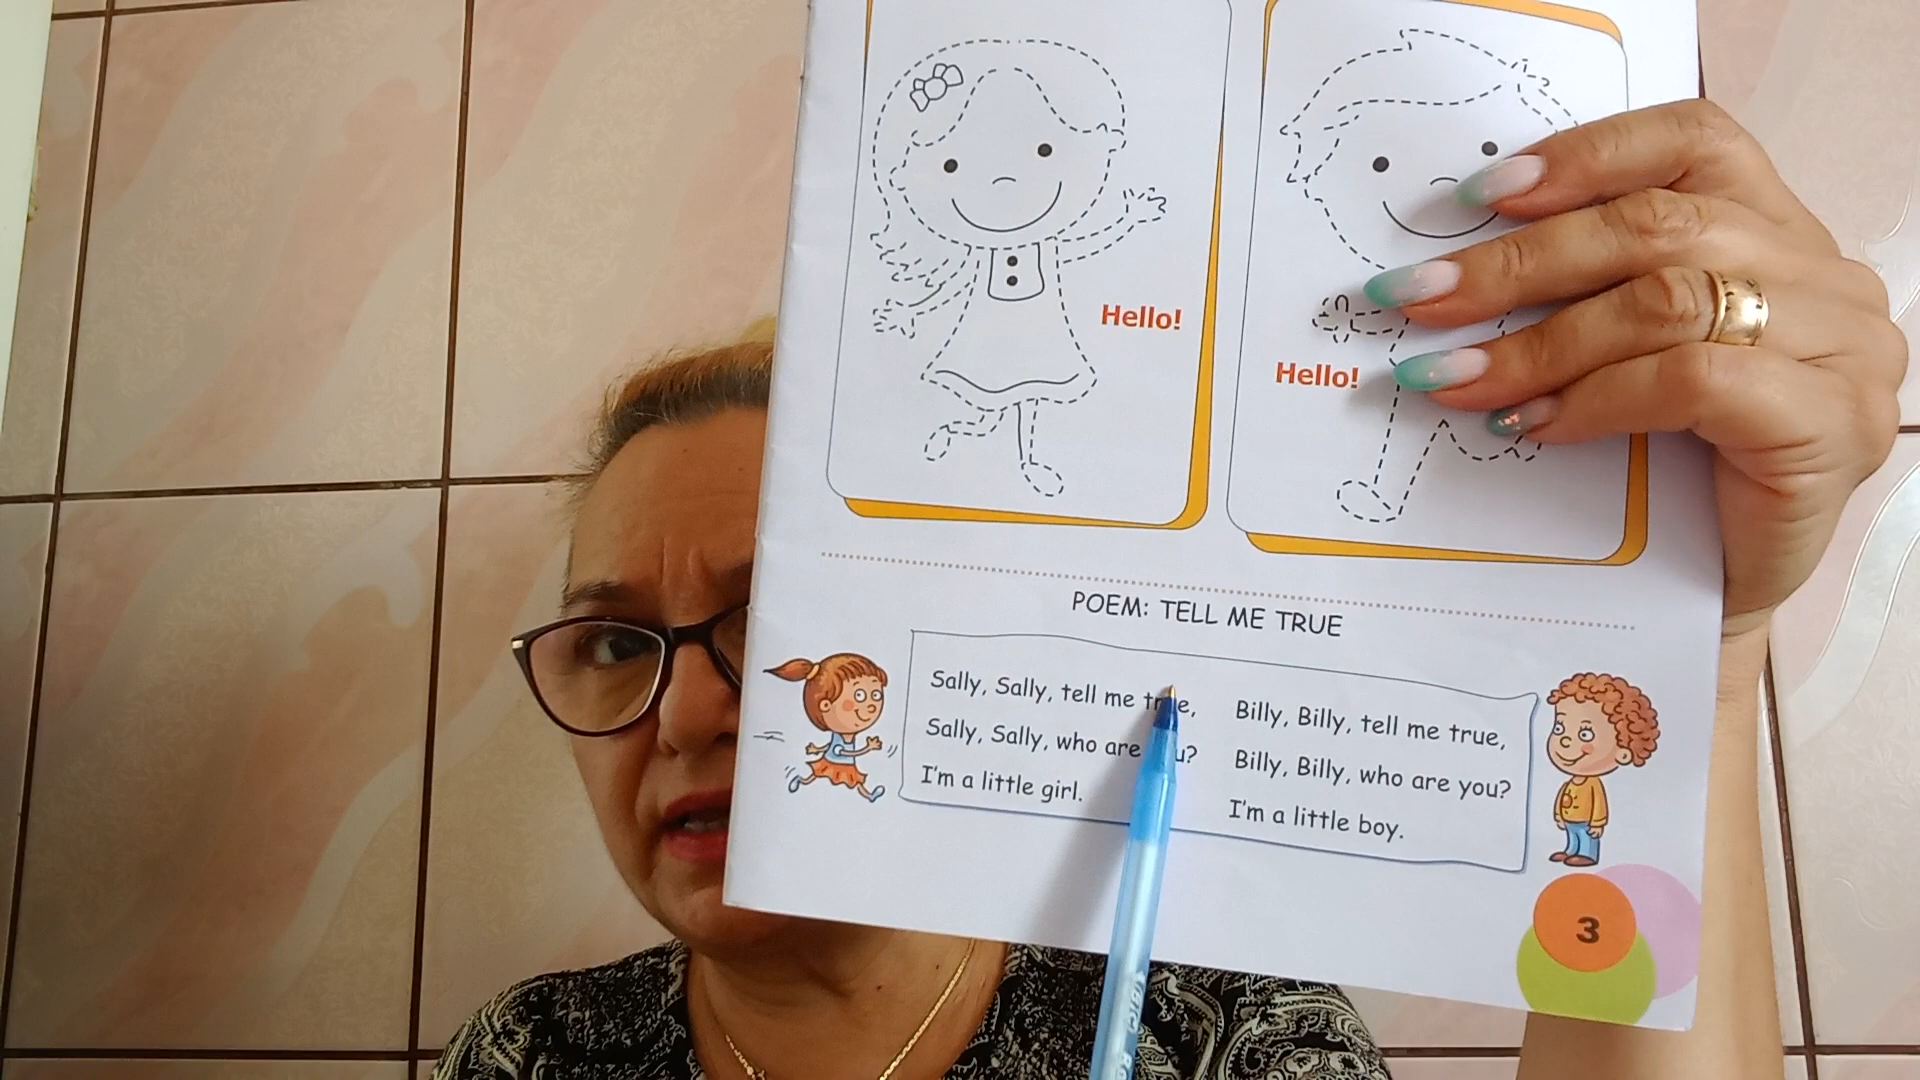 Hello!
Hello!
POEM: TELL ME TRUE
Sally, Sally, tell me true,
Sally, Sally, who are
I'm a little girl.
Billy, Billy, tell me true,
Billy, Billy, who are you?
I'm a little boy.
3